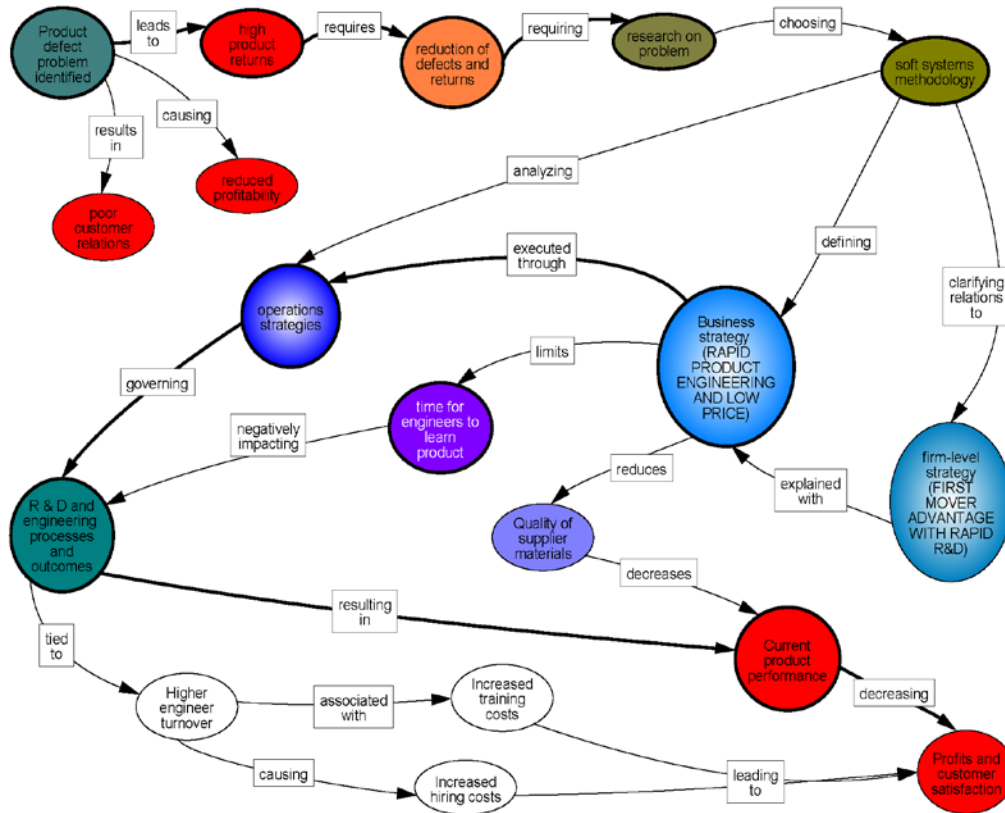 Product
defect
problem
identified
leads
to
high
product
returns
requires
reduction of
defects and
returns
requiring
research on
problem
choosing
soft systems
methodology
results
in
causing
poor
customer
relations
reduced
profitability
analyzing
defining
clarifying
relations
to
executed
through
operations
strategies
Business
strategy
(RAPID
PRODUCT
ENGINEERING
AND LOW
PRICE)
limits
governing
time for
engineers to
learn
product
negatively
impacting
reduces
explained
with
firm-level
strategy
(FIRST
MOVER
ADVANTAGE
WITH RAPID
R&D)
R & D and
engineering
processes
and
outcomes
Quality of
supplier
materials
decreases
resulting
in
Current
product
performance
tied
to
Higher
engineer
turnover
associated
with
Increased
training
costs
decreasing
causing
Increased
hiring costs
leading
to
Profits and
customer
satisfaction